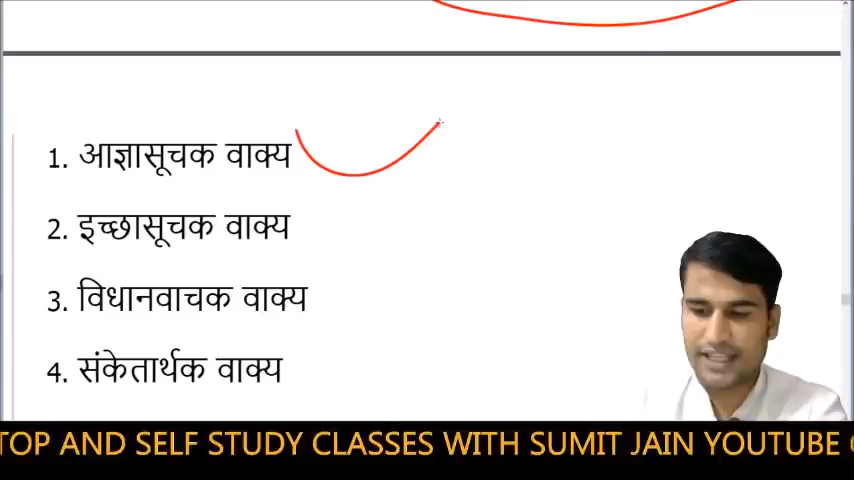 1. आज्ञासूचक वाक्य
2. इच्छासूचक वाक्य
3. विधानवाचक वाक्य
4. संकेतार्थक वाक्य
TOP AND SELF STUDY CLASSES WITH SUMIT JAIN YOUTUBE